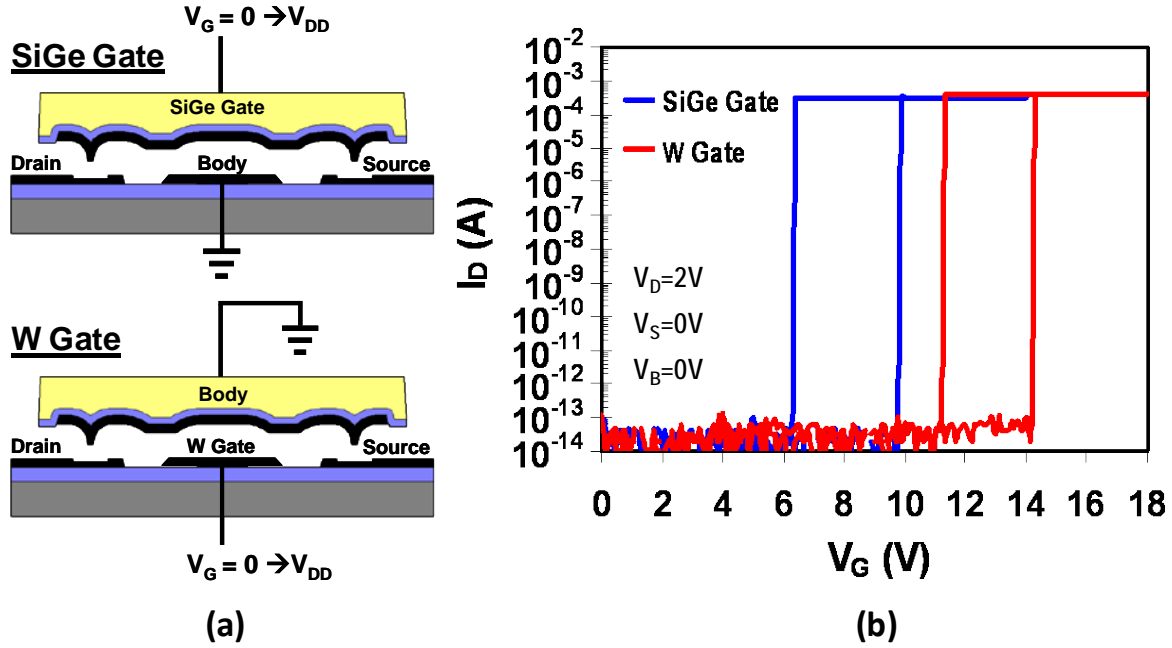 V_G = 0 →V_DD
SiGe Gate
SiGe Gate
Drain
Body
Source
W Gate
Body
Drain
W Gate
Source
V_G = 0 →V_DD
(a)
10^-2
10^-3
10^-4
10^-5
10^-6
10^-7
10^-8
10^-9
10^-10
10^-11
10^-12
10^-13
10^-14
I_D (A)
SiGe Gate
W Gate
V_D=2V
V_S=0V
V_B=0V
0 2 4 6 8 10 12 14 16 18
V_G (V)
(b)